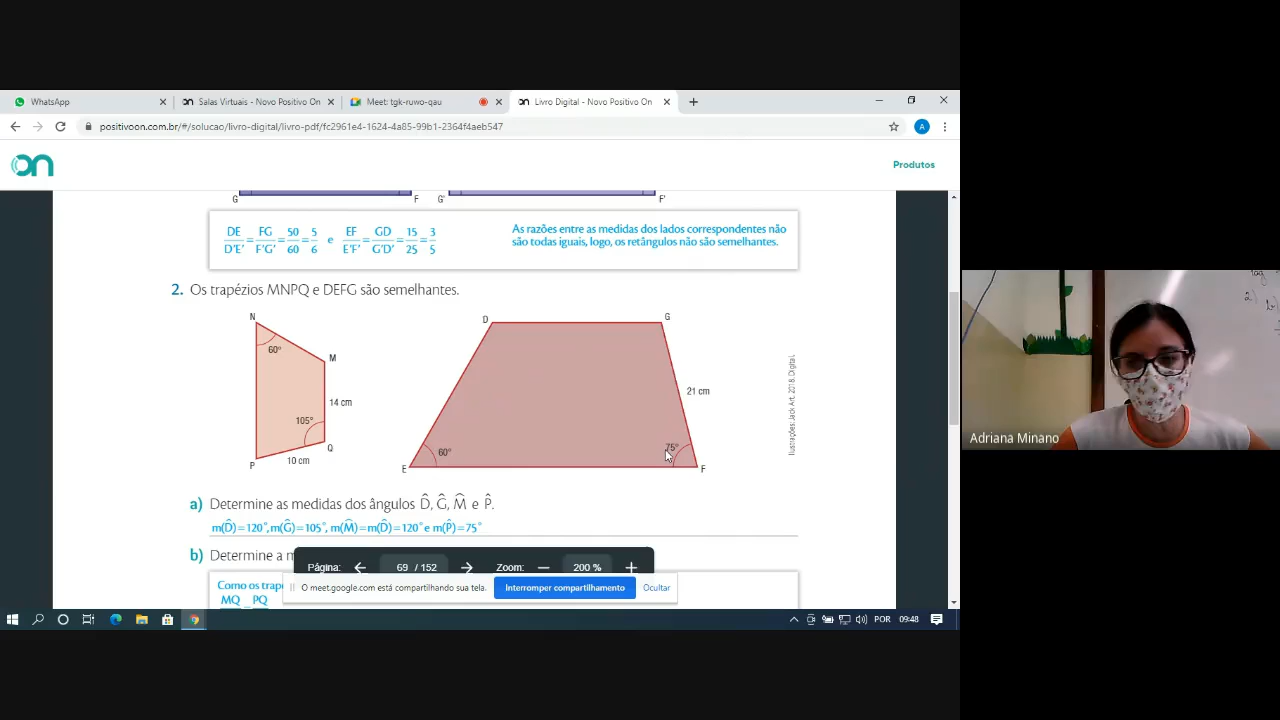 WhatsApp
Salas Virtuais - Novo Positivo On
Meet: tgk-ruwo-qau
Livro Digital - Novo Positivo On
positivoon.com.br/#/solucao/livro-digital/livro-pdf/fc2961e4-1624-4a85-99b1-2364f4aeb547
A
on
Produtos
G F G' F'
DE/D'E' = FG/F'G' = 50/60 = 5/6 e EF/E'F' = GD/G'D' = 15/25 = 3/5
As razões entre as medidas dos lados correspondentes não
são todas iguais, logo, os retângulos não são semelhantes.
2. Os trapézios MNPQ e DEFG são semelhantes.
N
60°
M
14 cm
105°
Q
P
10 cm
D
G
21 cm
60°
75°
E
F
Ilustrações: Jack Art. 2018. Digital.
a) Determine as medidas dos ângulos D̂, Ĝ, M̂ e P̂.
m(D̂)=120°, m(Ĝ)=105°, m(M̂)=m(D̂)=120° e m(P̂)=75°
b) Determine a m
Página: 69 / 152 Zoom: 200 %
Como os trap
MQ PQ
O meet.google.com está compartilhando sua tela.
Interromper compartilhamento
Ocultar
POR 09:48
Adriana Minano
2)